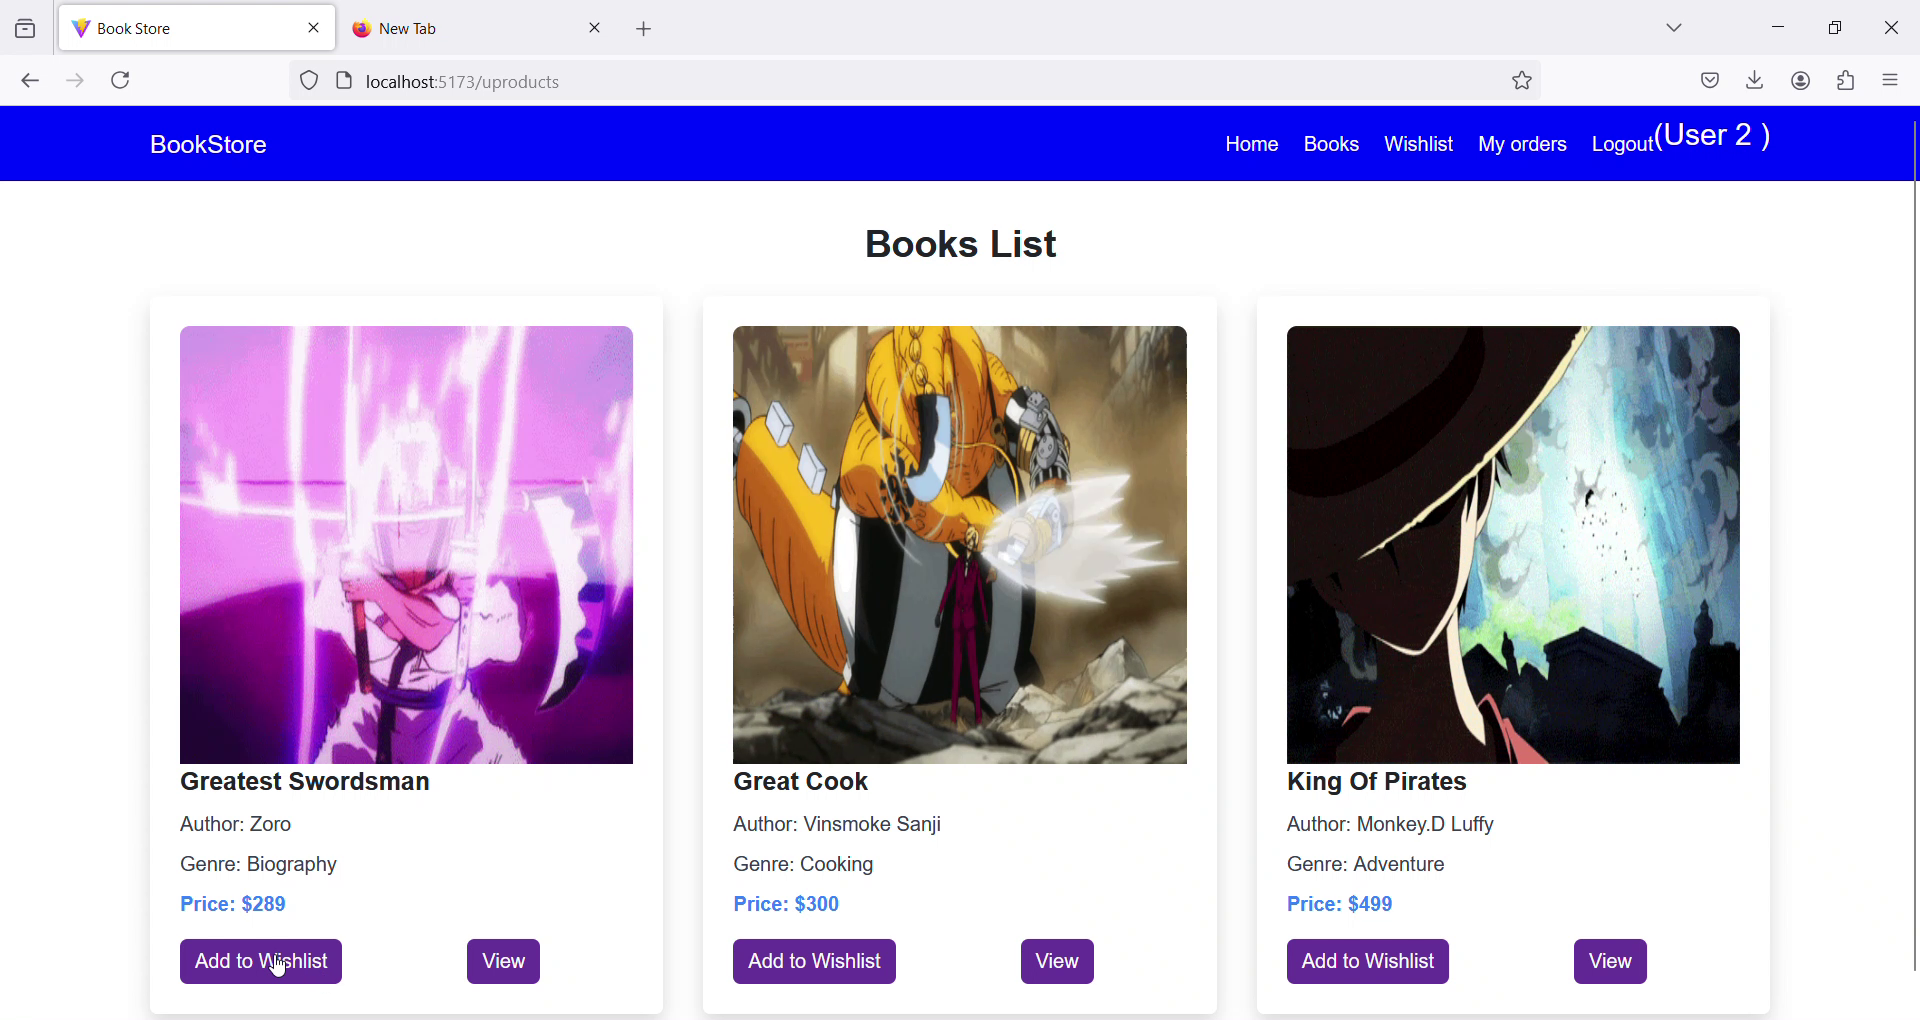 Book Store
New Tab
localhost:5173/uproducts
BookStore
Home Books Wishlist My orders Logout(User 2 )
Books List
Greatest Swordsman
Author: Zoro
Genre: Biography
Price: $289
Add to Wishlist View
Great Cook
Author: Vinsmoke Sanji
Genre: Cooking
Price: $300
Add to Wishlist View
King Of Pirates
Author: Monkey.D Luffy
Genre: Adventure
Price: $499
Add to Wishlist View